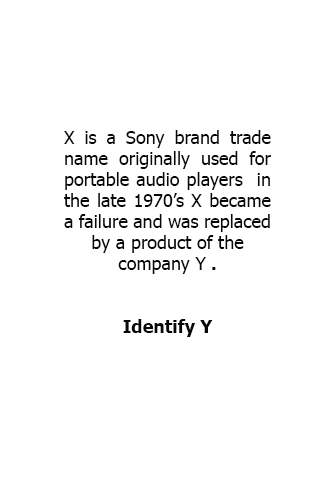 X is a Sony brand trade
name originally used for
portable audio players in
the late 1970's X became
a failure and was replaced
by a product of the
company Y .
Identify Y